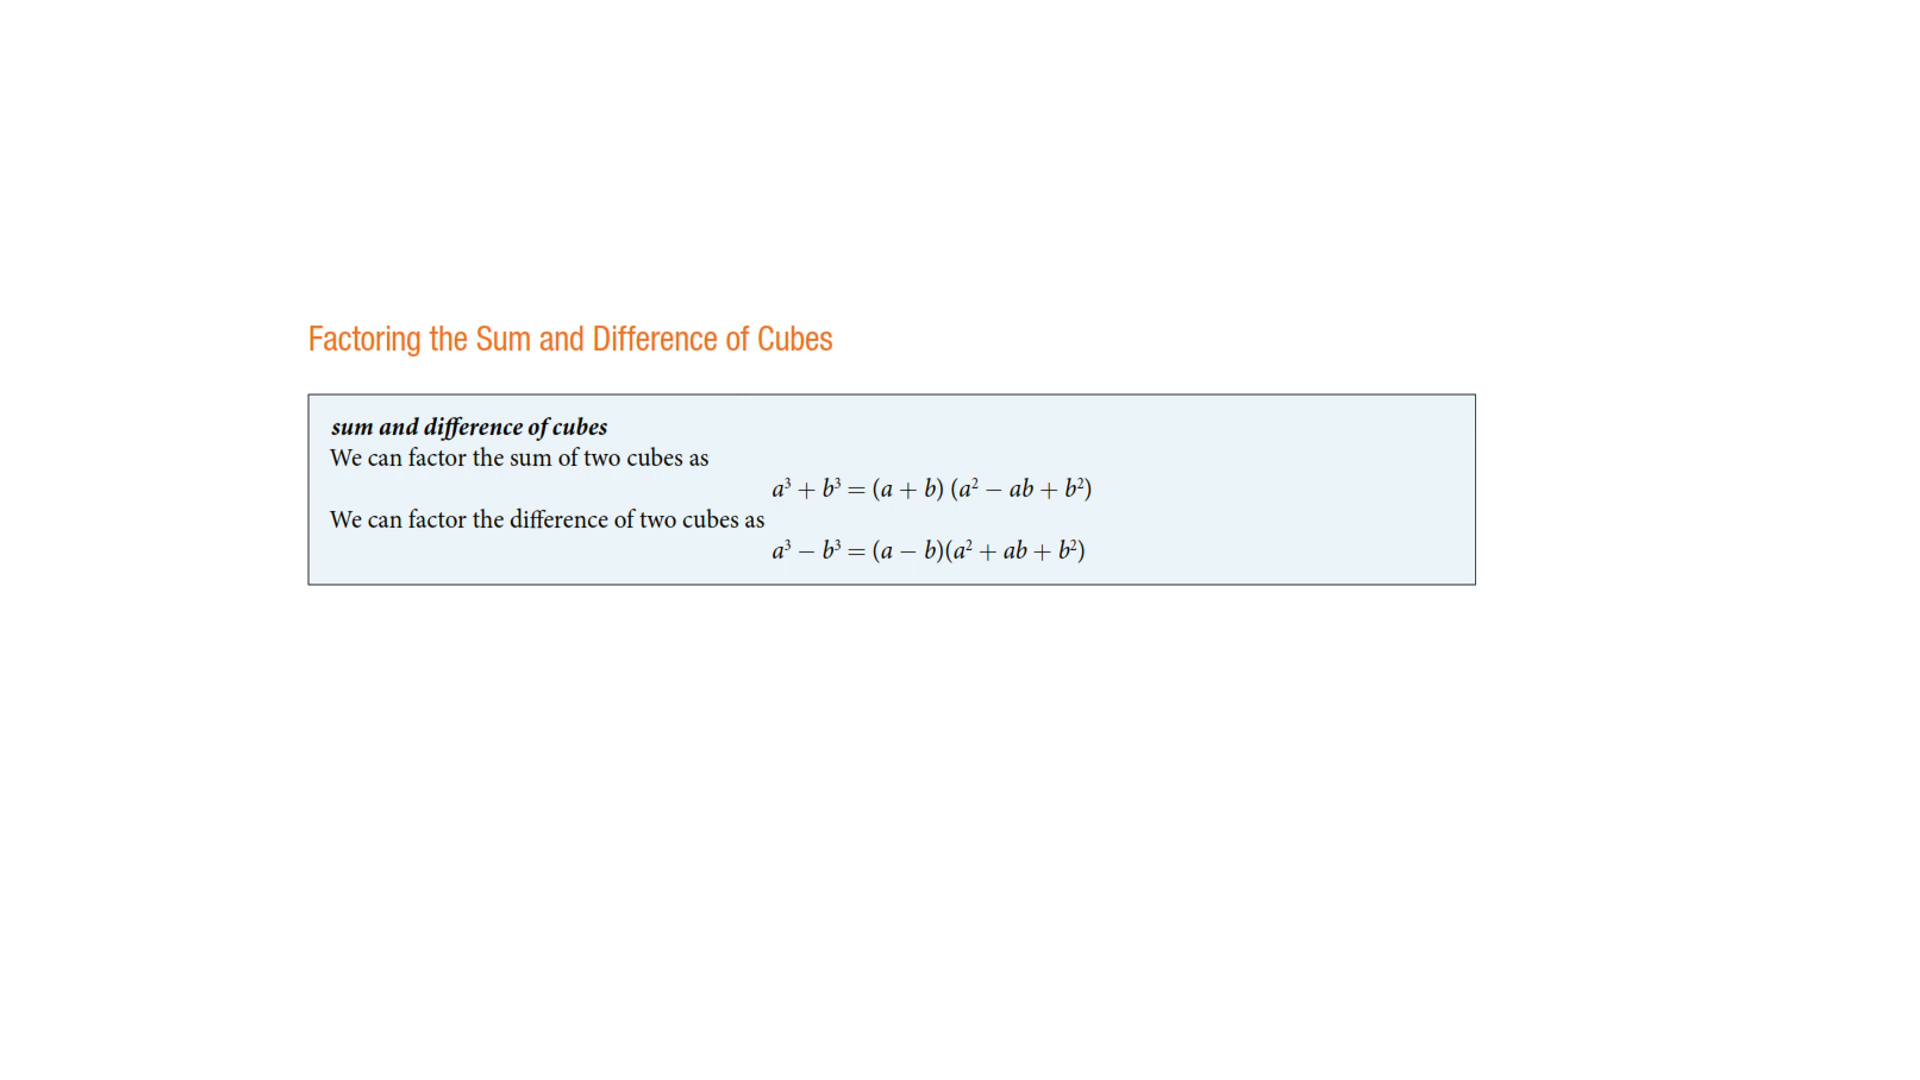 Factoring the Sum and Difference of Cubes
sum and difference of cubes
We can factor the sum of two cubes as
a³ + b³ = (a + b) (a² − ab + b²)
We can factor the difference of two cubes as
a³ − b³ = (a − b)(a² + ab + b²)